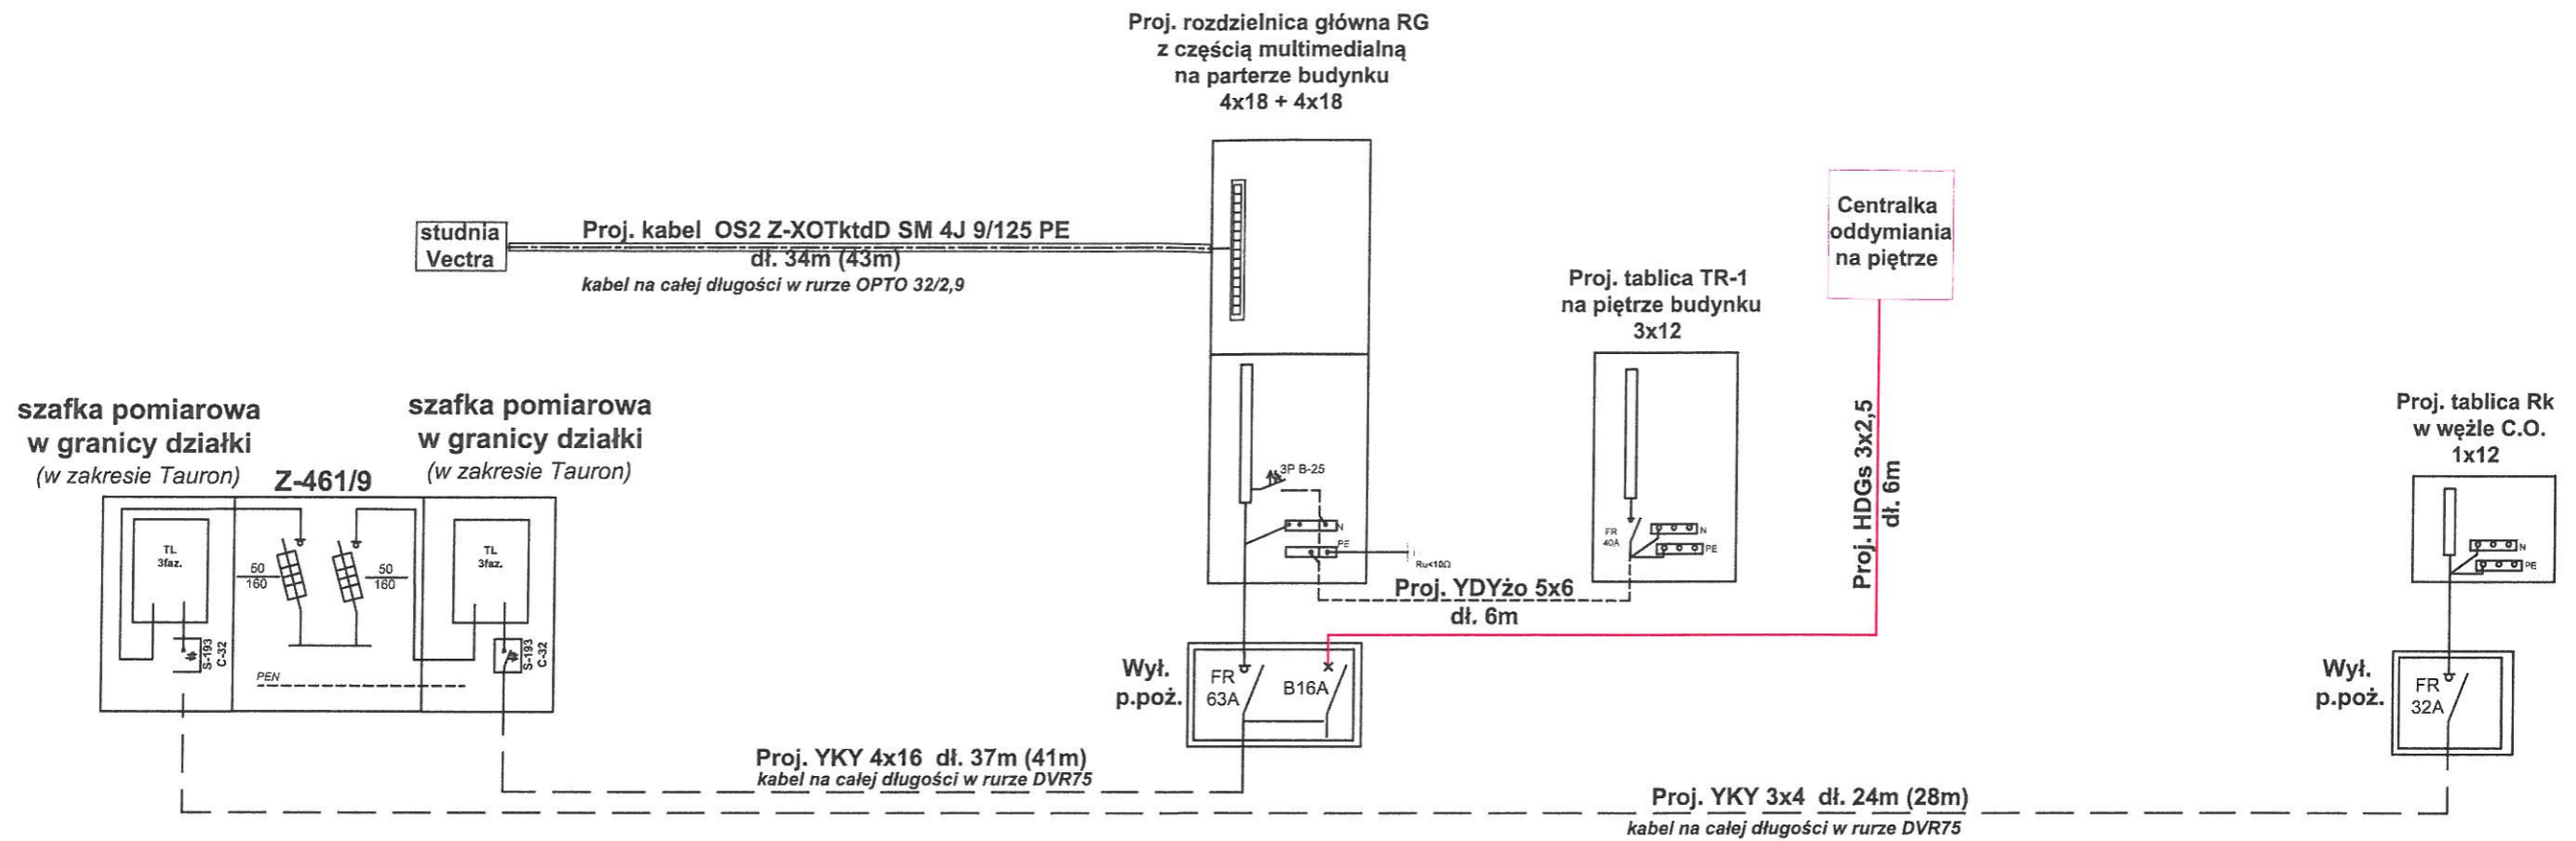 Proj. rozdzielnica główna RG
z częścią multimedialną
na parterze budynku
4x18 + 4x18
studnia
Vectra
Proj. kabel OS2 Z-XOTktdD SM 4J 9/125 PE
dł. 34m (43m)
kabel na całej długości w rurze OPTO 32/2,9
Centralka
oddymiania
na piętrze
Proj. tablica TR-1
na piętrze budynku
3x12
Proj. HDGs 3x2,5
dł. 6m
szafka pomiarowa
w granicy działki
(w zakresie Tauron)
Z-461/9
szafka pomiarowa
w granicy działki
(w zakresie Tauron)
Proj. tablica Rk
w węźle C.O.
1x12
TL
3faz.
50
160
50
160
TL
3faz.
S-193
C-32
S-193
C-32
PEN
3P B-25
N
PE
Ru<10Ω
FR
40A
N
PE
N
PE
Proj. YDYżo 5x6
dł. 6m
Wył.
p.poż.
FR
63A
B16A
Wył.
p.poż.
FR
32A
Proj. YKY 4x16 dł. 37m (41m)
kabel na całej długości w rurze DVR75
Proj. YKY 3x4 dł. 24m (28m)
kabel na całej długości w rurze DVR75